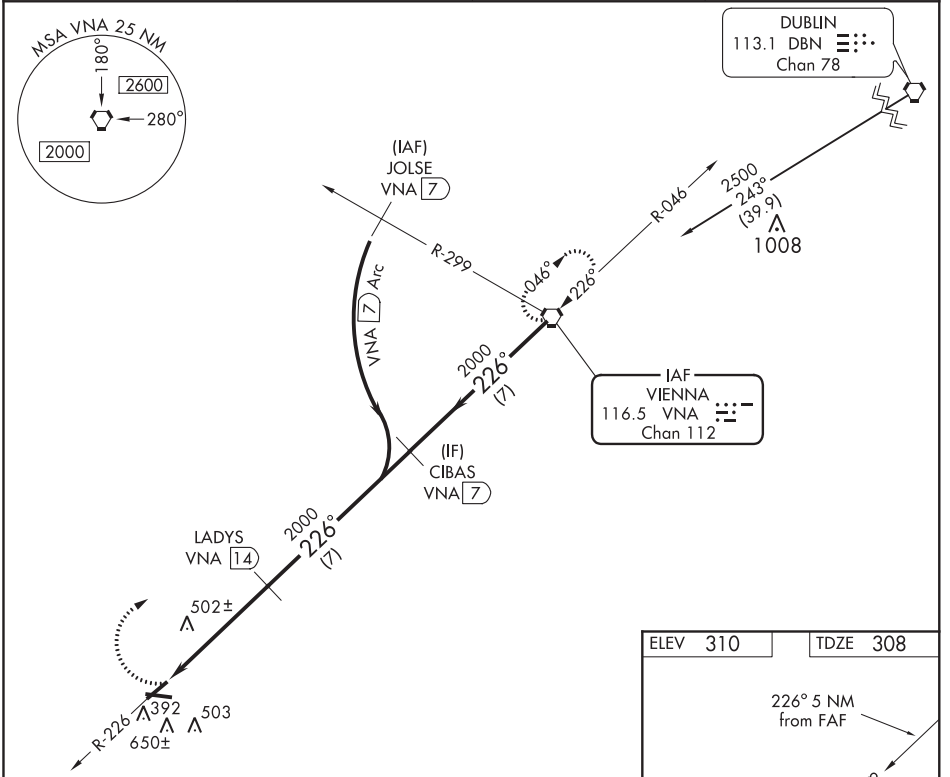 MSA VNA 25 NM
180°
2600
280°
2000
DUBLIN
113.1 DBN
Chan 78
(IAF)
JOLSE
VNA 7
R-299
R-046
2500
243°
(39.9)
1008
VNA 7 Arc
046°
226°
2000
226°
(7)
IAF
VIENNA
116.5 VNA
Chan 112
(IF)
CIBAS
VNA 7
2000
226°
(7)
LADYS
VNA 14
502±
392
503
650±
R-226
ELEV 310
TDZE 308
226° 5 NM
from FAF